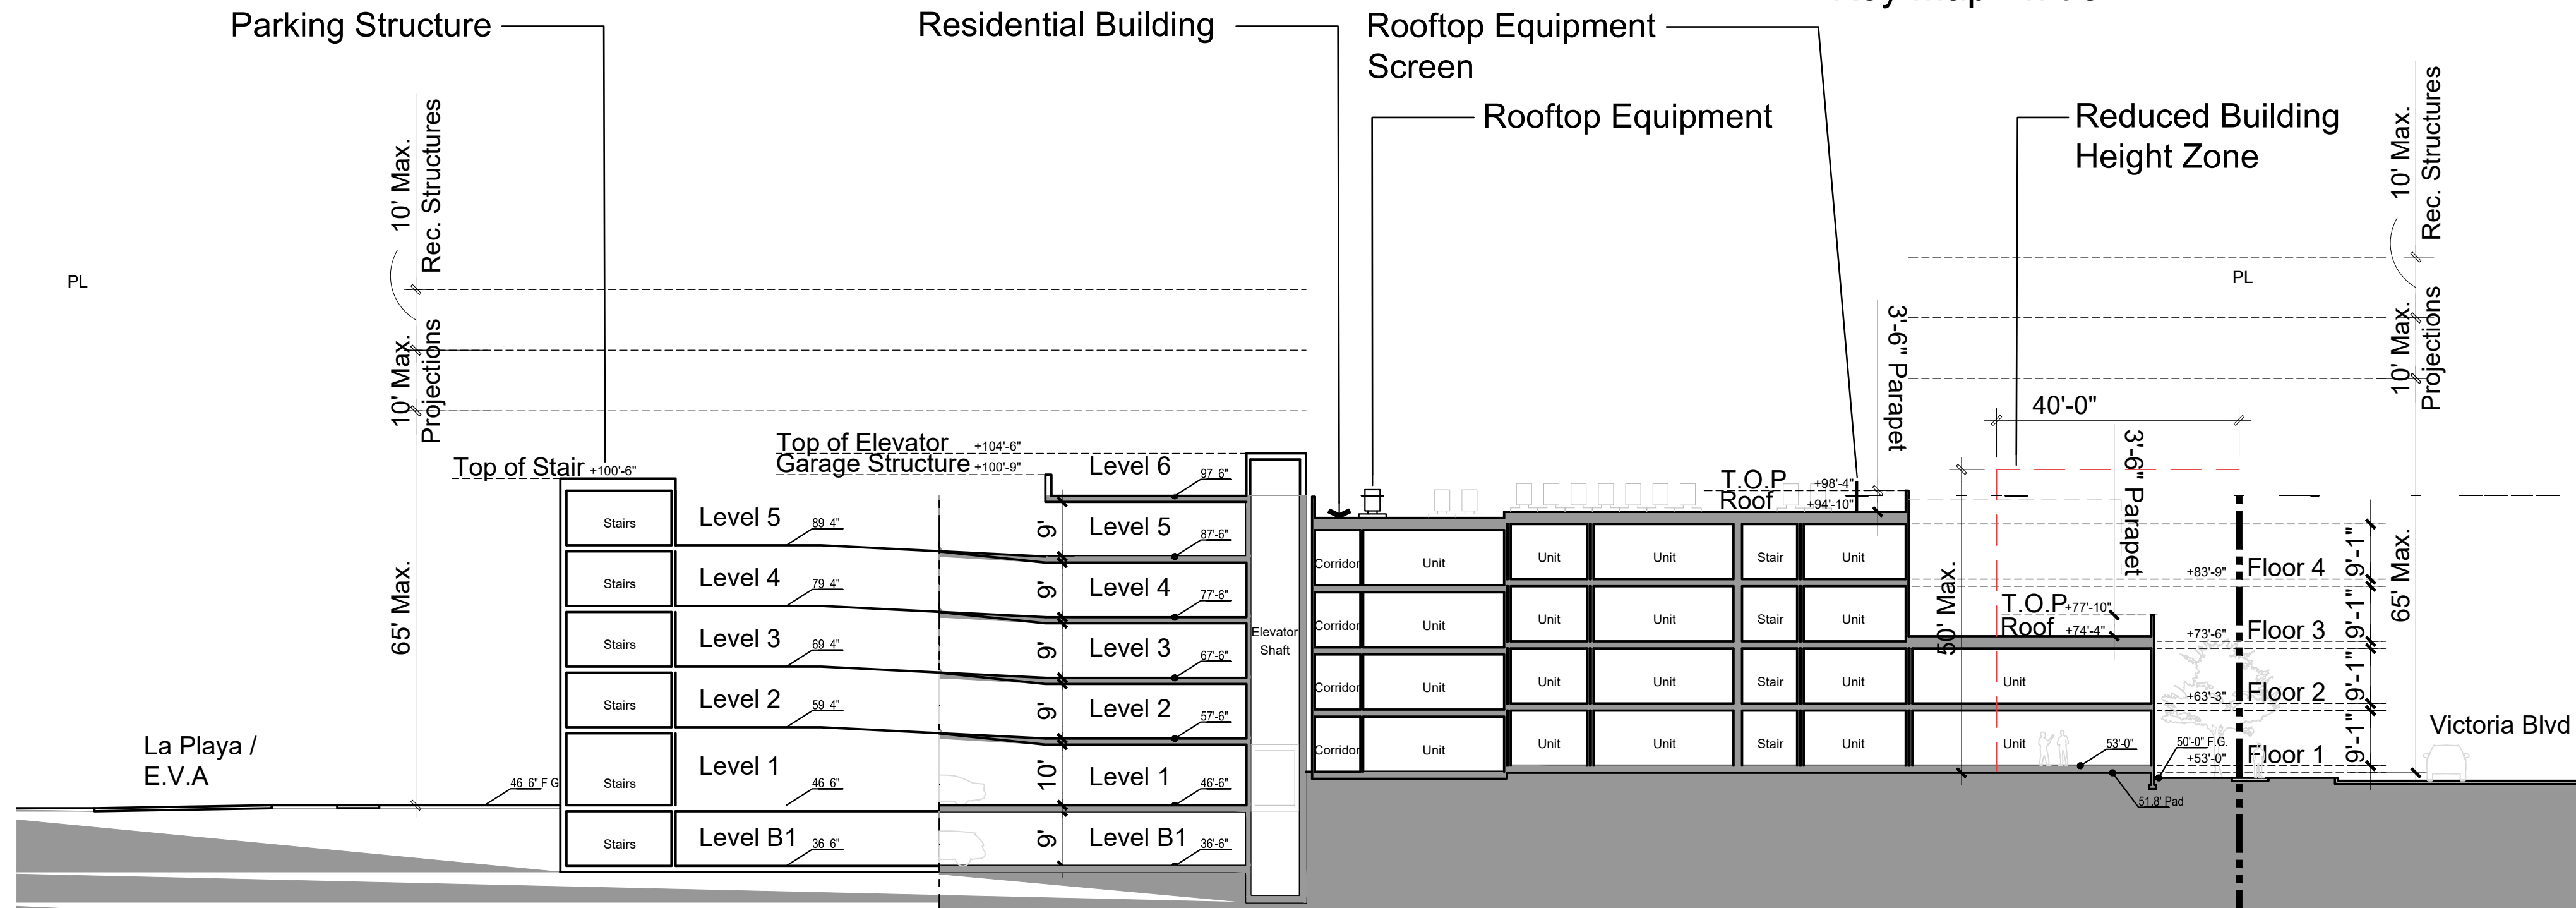 Parking Structure
Residential Building
Rooftop Equipment
Screen
Rooftop Equipment
Reduced Building
Height Zone
10' Max.
Rec. Structures
10' Max.
Projections
65' Max.
PL
Top of Stair +100'-6"
Top of Elevator +104'-6"
Garage Structure +100'-9"
Level 6 97 6"
Stairs
Level 5 89 4"
9'
Level 5 87'-6"
Stairs
Level 4 79 4"
9'
Level 4 77'-6"
Stairs
Level 3 69 4"
9'
Level 3 67'-6"
Stairs
Level 2 59 4"
9'
Level 2 57'-6"
Stairs
Level 1 46 6"
10'
Level 1 46'-6"
Stairs
Level B1 36 6"
9'
Level B1 36'-6"
La Playa /
E.V.A
46 6" F G
Elevator
Shaft
Corridor Unit Unit Unit Stair Unit
Corridor Unit Unit Unit Stair Unit
Corridor Unit Unit Unit Stair Unit Unit
Corridor Unit Unit Unit Stair Unit Unit
T.O.P +98'-4"
Roof +94'-10"
3'-6" Parapet
40'-0"
3'-6" Parapet
50' Max.
T.O.P +77'-10"
Roof +74'-4"
+83'-9" Floor 4 9'-1"
+73'-6" Floor 3 9'-1"
+63'-3" Floor 2 9'-1"
50'-0" F.G.
+53'-0" Floor 1 9'-1"
53'-0"
51.8' Pad
PL
10' Max.
Rec. Structures
10' Max.
Projections
65' Max.
Victoria Blvd